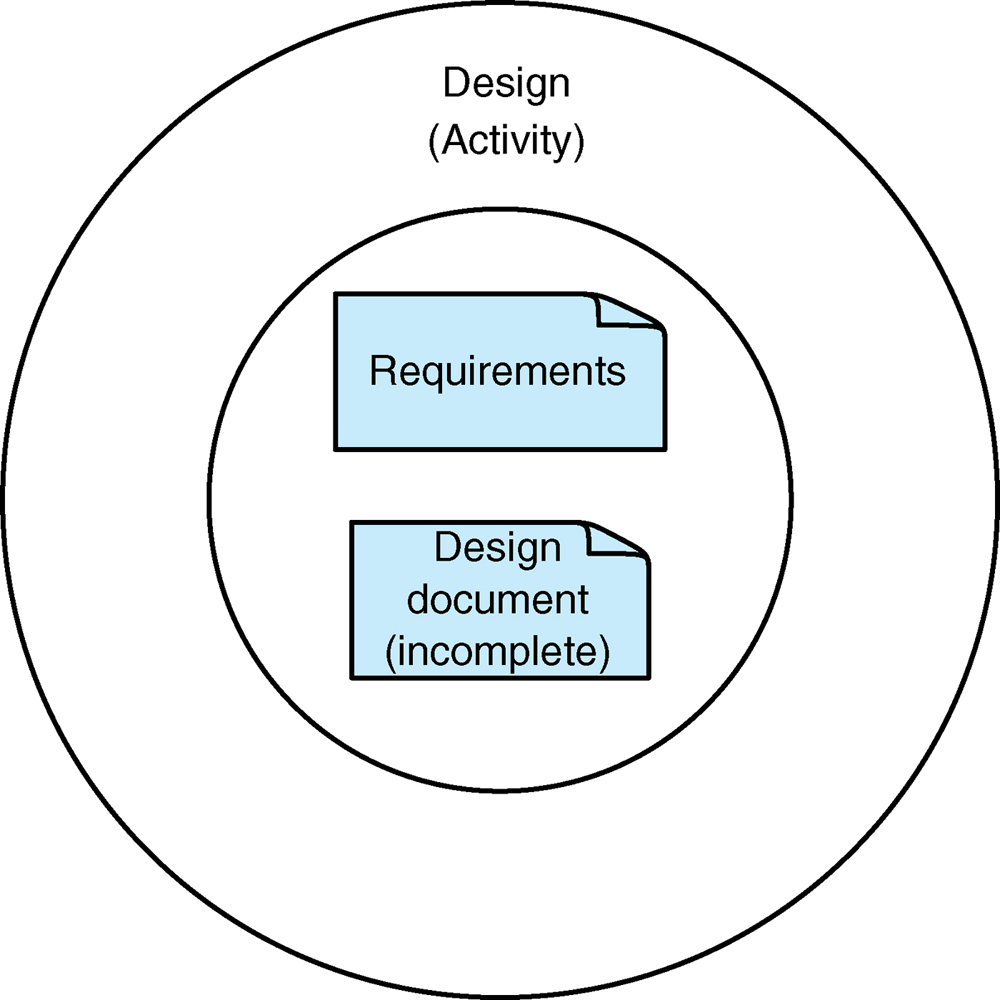 Design
(Activity)
Requirements
Design
document
(incomplete)